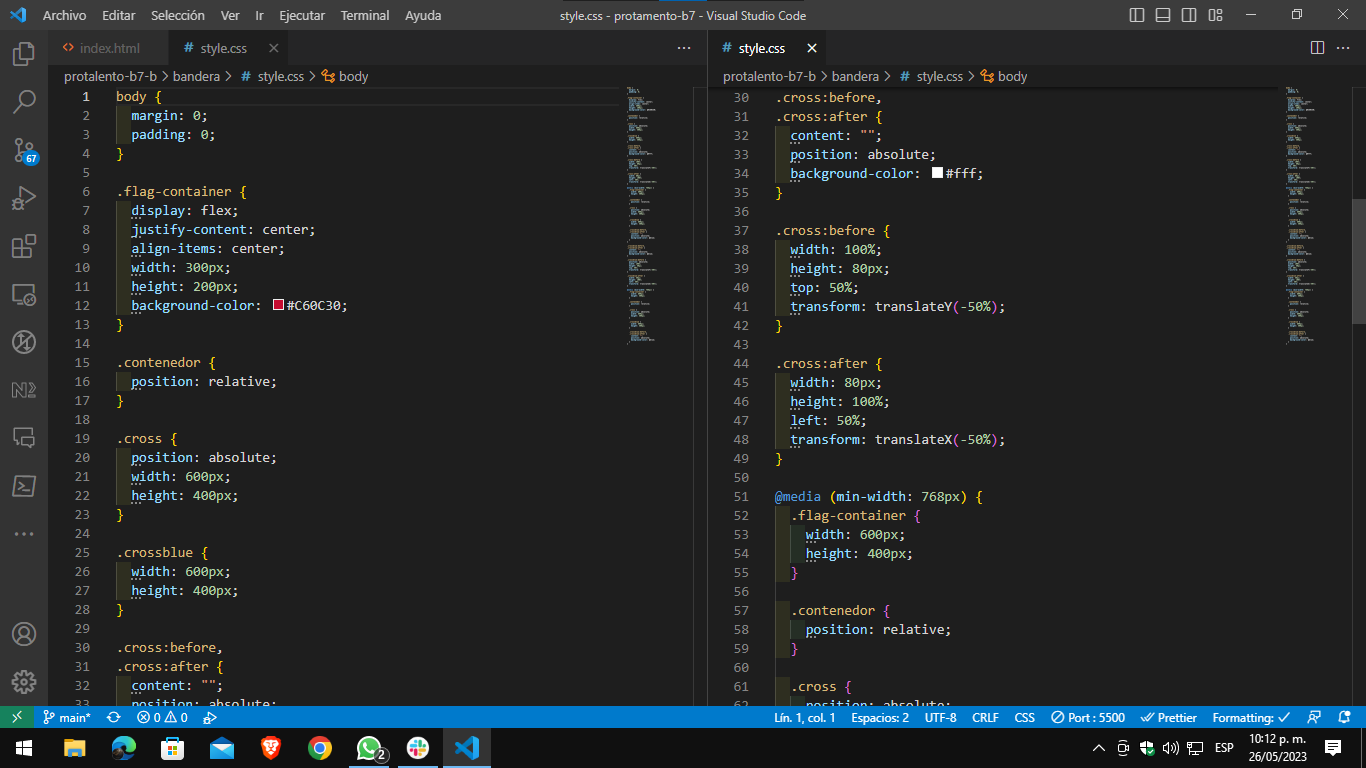 Archivo Editar Selección Ver Ir Ejecutar Terminal Ayuda
style.css - protamento-b7 - Visual Studio Code
index.html
# style.css
protalento-b7-b > bandera > # style.css > body
1 body {
2 margin: 0;
3 padding: 0;
4 }
5
6 .flag-container {
7 display: flex;
8 justify-content: center;
9 align-items: center;
10 width: 300px;
11 height: 200px;
12 background-color: #C60C30;
13 }
14
15 .contenedor {
16 position: relative;
17 }
18
19 .cross {
20 position: absolute;
21 width: 600px;
22 height: 400px;
23 }
24
25 .crossblue {
26 width: 600px;
27 height: 400px;
28 }
29
30 .cross:before,
31 .cross:after {
32 content: "";
33 position: absolute;
# style.css
protalento-b7-b > bandera > # style.css > body
30 .cross:before,
31 .cross:after {
32 content: "";
33 position: absolute;
34 background-color: #fff;
35 }
36
37 .cross:before {
38 width: 100%;
39 height: 80px;
40 top: 50%;
41 transform: translateY(-50%);
42 }
43
44 .cross:after {
45 width: 80px;
46 height: 100%;
47 left: 50%;
48 transform: translateX(-50%);
49 }
50
51 @media (min-width: 768px) {
52 .flag-container {
53 width: 600px;
54 height: 400px;
55 }
56
57 .contenedor {
58 position: relative;
59 }
60
61 .cross {
62 position: absolute;
67
main* 0 0
Lín. 1, col. 1 Espacios: 2 UTF-8 CRLF CSS Port : 5500 Prettier Formatting:
2
ESP
10:12 p. m.
26/05/2023